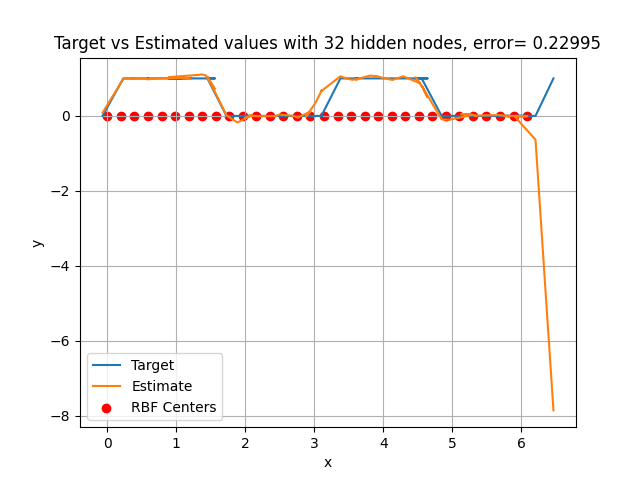 Target vs Estimated values with 32 hidden nodes, error= 0.22995
y
0
−2
−4
−6
−8
Target
Estimate
RBF Centers
0 1 2 3 4 5 6
x